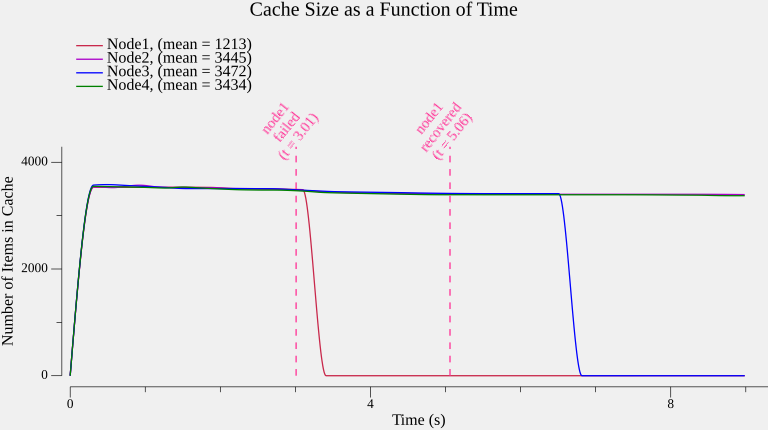 Cache Size as a Function of Time
Node1, (mean = 1213)
Node2, (mean = 3445)
Node3, (mean = 3472)
Node4, (mean = 3434)
node1
failed
(t = 3.01)
node1
recovered
(t = 5.06)
Number of Items in Cache
4000
2000
0
0
4
8
Time (s)